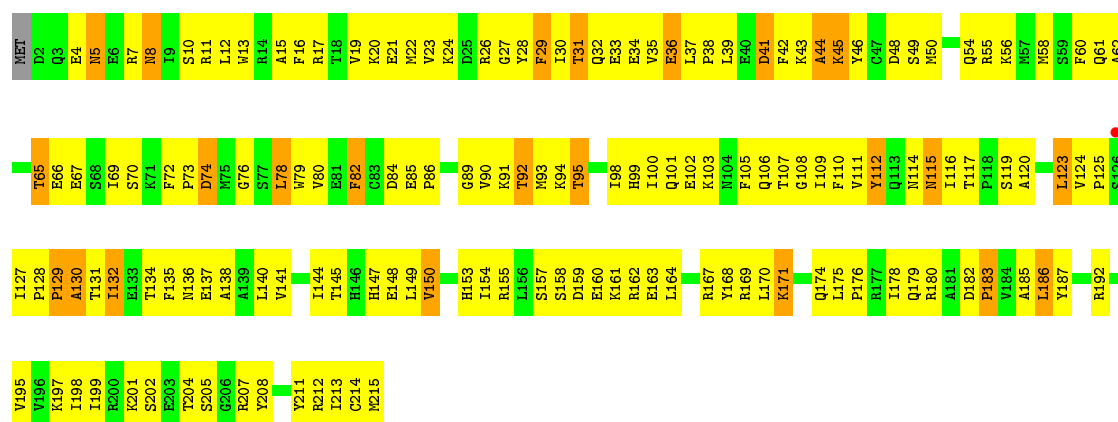 MET D2 Q3 E4 N5 E6 R7 N8 I9 S10 R11 L12 W13 R14 A15 F16 R17 T18 V19 K20 E21 M22 V23 K24 D25 R26 G27 Y28 F29 I30 T31 Q32 E33 E34 V35 E36 L37 P38 L39 E40 D41 F42 K43 A44 K45 Y46 C47 D48 S49 M50 Q54 R55 K56 M57 M58 S59 F60 Q61
T65 E66 E67 S68 I69 S70 K71 F72 P73 D74 M75 G76 S77 L78 W79 V80 E81 F82 C83 D84 E85 P86 G89 V90 K91 T92 M93 K94 T95 I98 H99 I100 Q101 E102 K103 N104 F105 Q106 T107 G108 I109 F110 V111 Y112 Q113 N114 N115 I116 T117 P118 S119 A120 L123 V124 P125 S126
I127 P128 P129 A130 T131 I132 E133 T134 F135 N136 E137 A138 A139 L140 V141 I144 T145 H146 H147 E148 L149 V150 H153 I154 R155 L156 S157 S158 D159 E160 K161 R162 E163 L164 R167 Y168 R169 L170 K171 Q174 L175 P176 R177 I178 Q179 R180 A181 D182 P183 V184 A185 L186 Y187 R192
V195 V196 K197 I198 I199 R200 K201 S202 E203 T204 S205 G206 R207 Y208 Y211 R212 I213 C214 M215